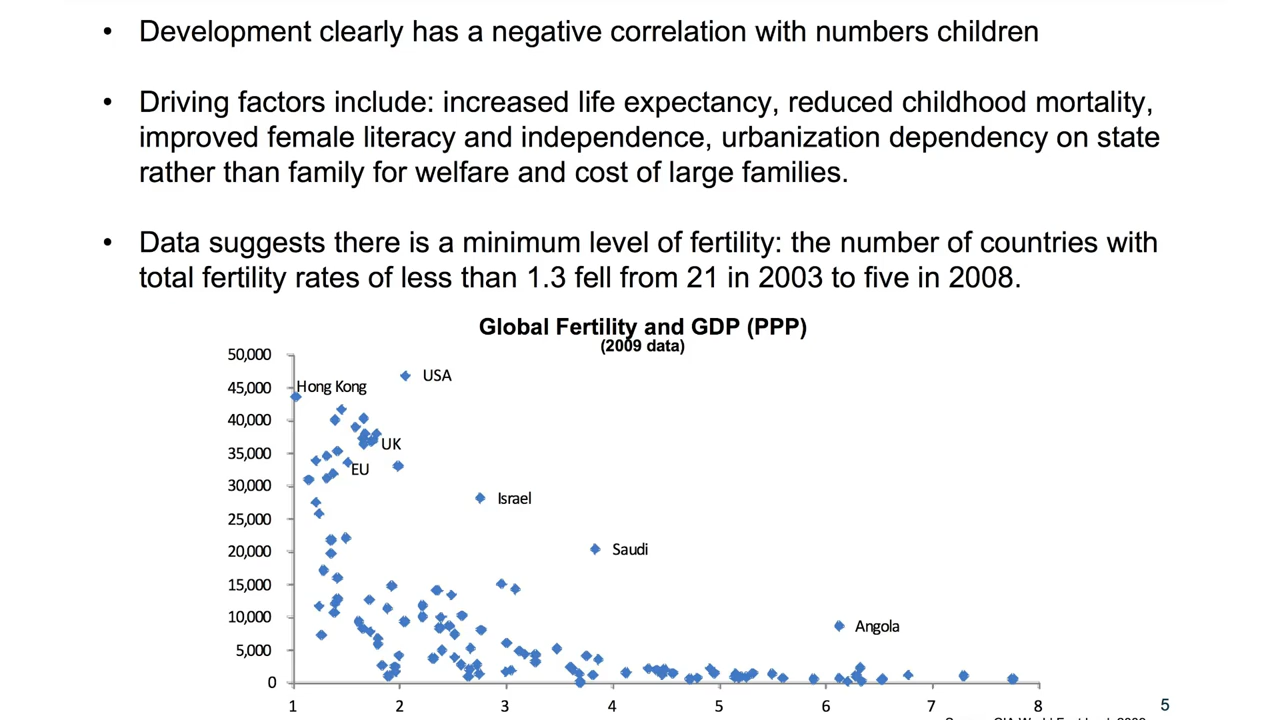 • Development clearly has a negative correlation with numbers children
• Driving factors include: increased life expectancy, reduced childhood mortality,
improved female literacy and independence, urbanization dependency on state
rather than family for welfare and cost of large families.
• Data suggests there is a minimum level of fertility: the number of countries with
total fertility rates of less than 1.3 fell from 21 in 2003 to five in 2008.
Global Fertility and GDP (PPP)
(2009 data)
50,000
USA
45,000
Hong Kong
40,000
UK
35,000
EU
30,000
Israel
25,000
20,000
Saudi
15,000
10,000
Angola
5,000
0
1 2 3 4 5 6 7 8
5